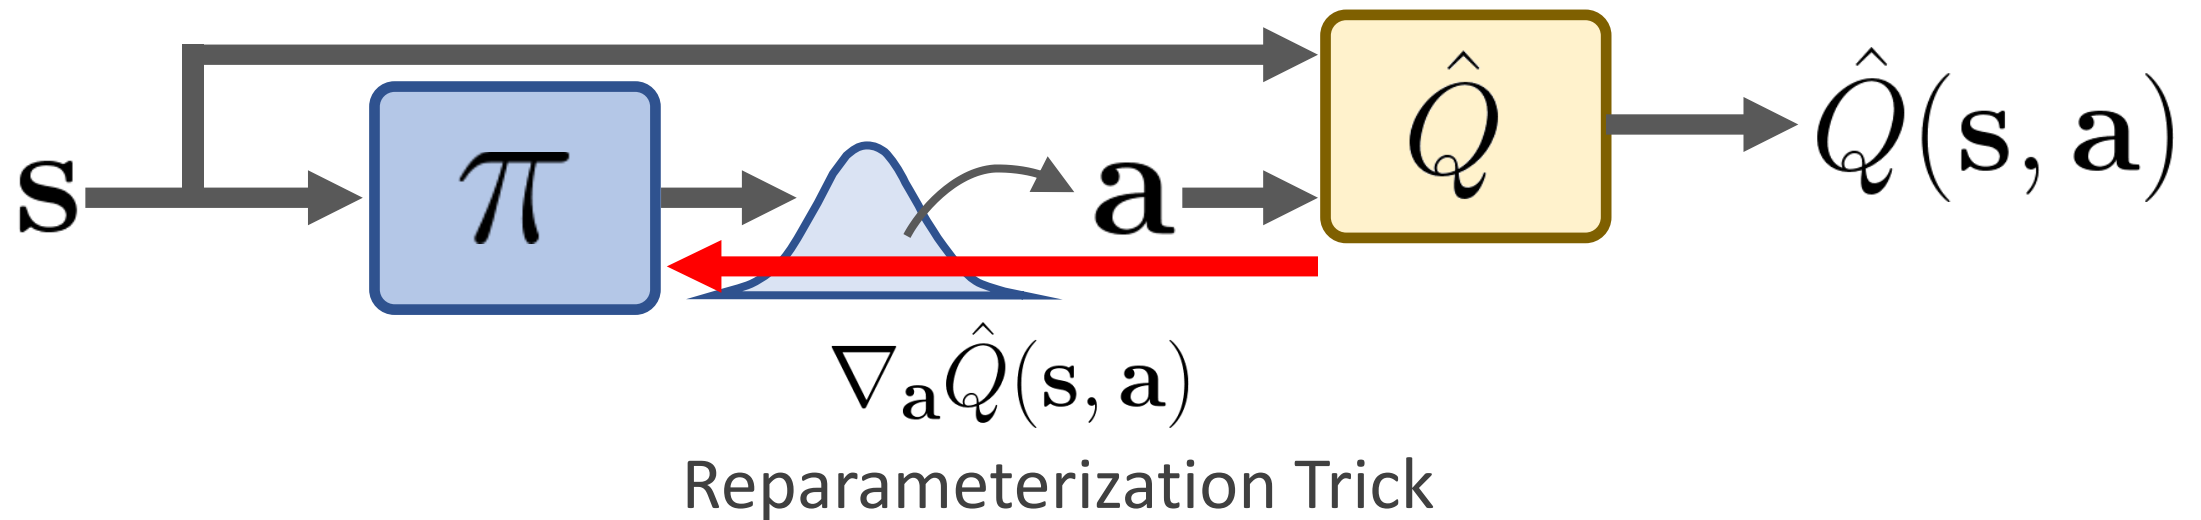 s
π
a
Q̂
Q̂(s, a)
∇ₐQ̂(s, a)
Reparameterization Trick